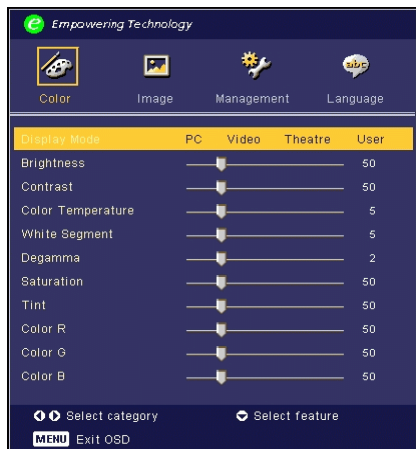 e Empowering Technology
abc
Color Image Management Language
Display Mode PC Video Theatre User
Brightness 50
Contrast 50
Color Temperature 5
White Segment 5
Degamma 2
Saturation 50
Tint 50
Color R 50
Color G 50
Color B 50
Select category Select feature
MENU Exit OSD